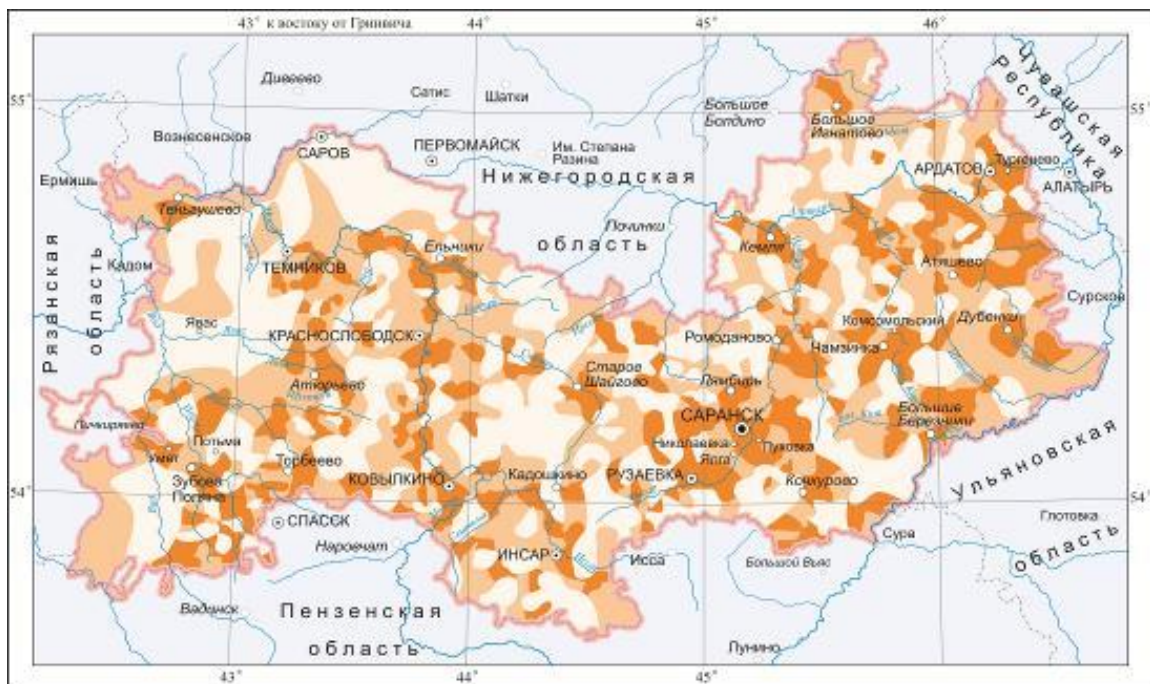 43° к востоку от Гринвича
44°
45°
46°
55°
55°
Чувашская
Республика
Дивеево
Сатис
Шатки
Большое
Болдино
Большое
Игнатово
Вознесенское
САРОВ
ПЕРВОМАЙСК
Им. Степана
Разина
АРДАТОВ
Тургенево
АЛАТЫРЬ
Ермишь
Теньгушево
Нижегородская
область
Починки
Рязанская
область
Кадом
ТЕМНИКОВ
Ельники
Кемля
Атяшево
Сурское
Явас
КРАСНОСЛОБОДСК
Ромоданово
Комсомольский
Дубенки
Чамзинка
Атюрьево
Старое
Шайгово
Лямбирь
САРАНСК
Большие
Березники
Николаевка
Луховка
Ялга
Потьма
Умёт
Торбеево
Зубова
Поляна
КОВЫЛКИНО
Кадошкино
РУЗАЕВКА
Кочкурово
Ульяновская
область
54°
54°
СПАССК
Наровчат
ИНСАР
Исса
Большой Вьяс
Сура
Глотовка
Вадинск
Пензенская
область
Лунино
43°
44°
45°
46°